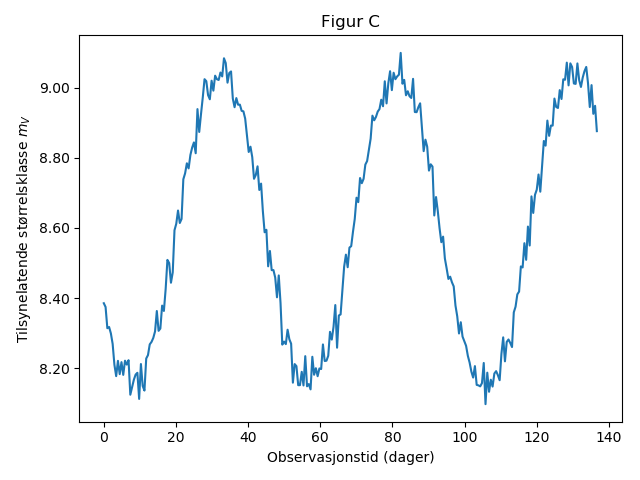 Figur C
Tilsynelatende størrelsesklasse m_V
9.00
8.80
8.60
8.40
8.20
0 20 40 60 80 100 120 140
Observasjonstid (dager)